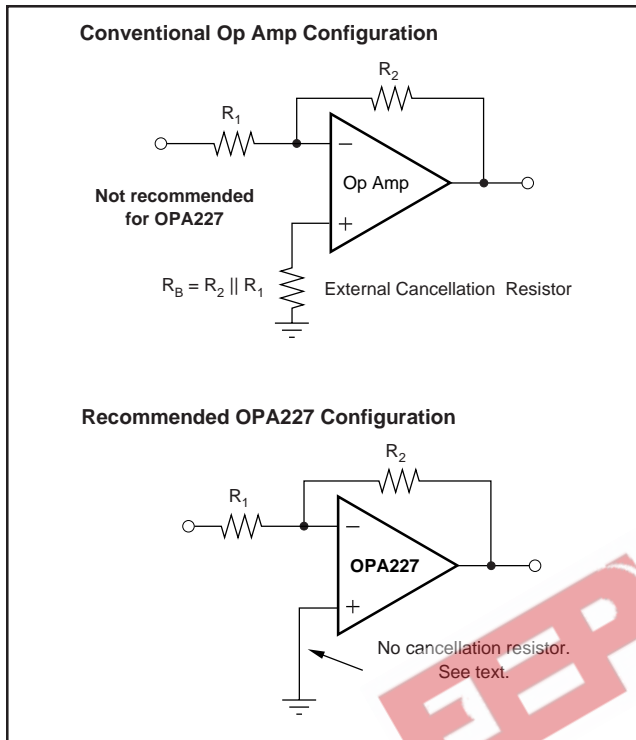 Conventional Op Amp Configuration
R2
R1
−
Op Amp
Not recommended
for OPA227
+
RB = R2 || R1
External Cancellation Resistor
Recommended OPA227 Configuration
R2
R1
−
OPA227
+
No cancellation resistor.
See text.
EEP